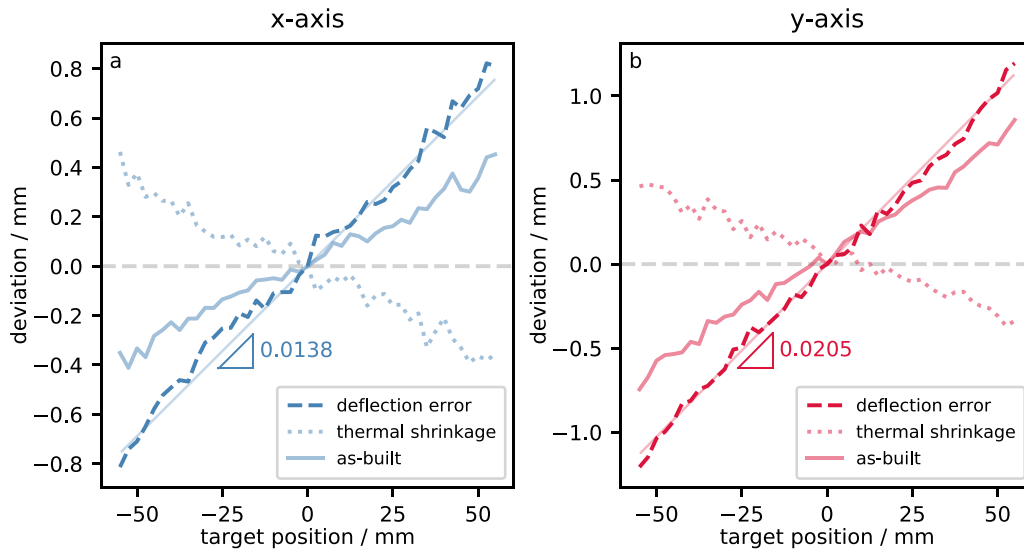 x-axis
a
deviation / mm
0.8
0.6
0.4
0.2
0.0
−0.2
−0.4
−0.6
−0.8
0.0138
deflection error
thermal shrinkage
as-built
−50 −25 0 25 50
target position / mm
y-axis
b
deviation / mm
1.0
0.5
0.0
−0.5
−1.0
0.0205
deflection error
thermal shrinkage
as-built
−50 −25 0 25 50
target position / mm